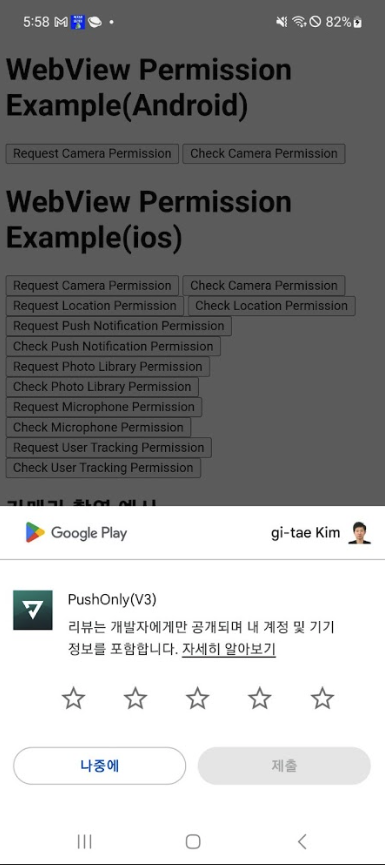 5:58 82%
WebView Permission
Example(Android)
Request Camera Permission Check Camera Permission
WebView Permission
Example(ios)
Request Camera Permission Check Camera Permission
Request Location Permission Check Location Permission
Request Push Notification Permission
Check Push Notification Permission
Request Photo Library Permission
Check Photo Library Permission
Request Microphone Permission
Check Microphone Permission
Request User Tracking Permission
Check User Tracking Permission
Google Play gi-tae Kim
PushOnly(V3)
리뷰는 개발자에게만 공개되며 내 계정 및 기기
정보를 포함합니다. 자세히 알아보기
나중에 제출